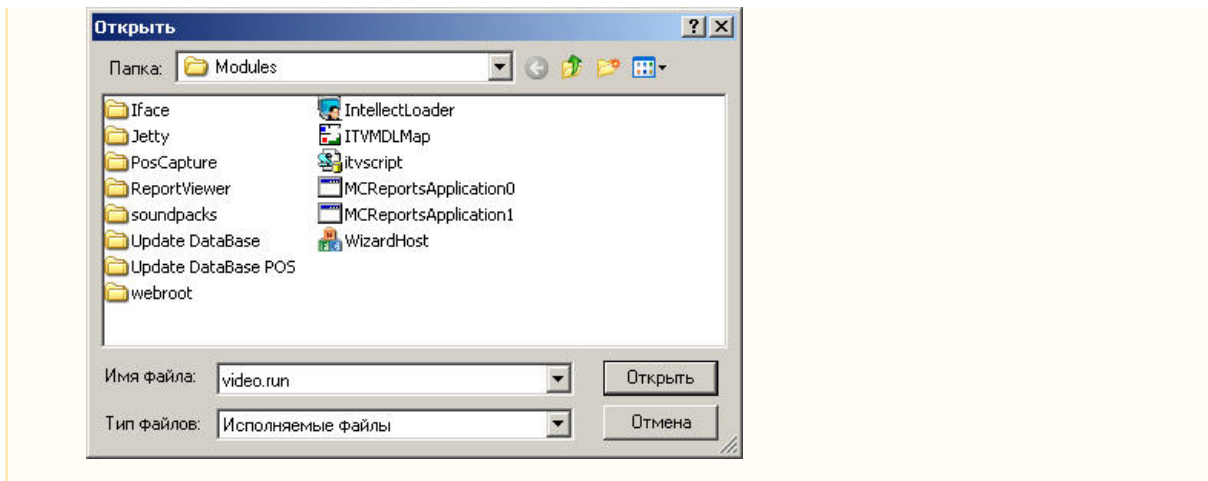 Открыть
Папка: Modules
Iface
Jetty
PosCapture
ReportViewer
soundpacks
Update DataBase
Update DataBase POS
webroot
IntellectLoader
ITVMDLMap
itvscript
MCReportsApplication0
MCReportsApplication1
WizardHost
Имя файла: video.run Открыть
Тип файлов: Исполняемые файлы Отмена